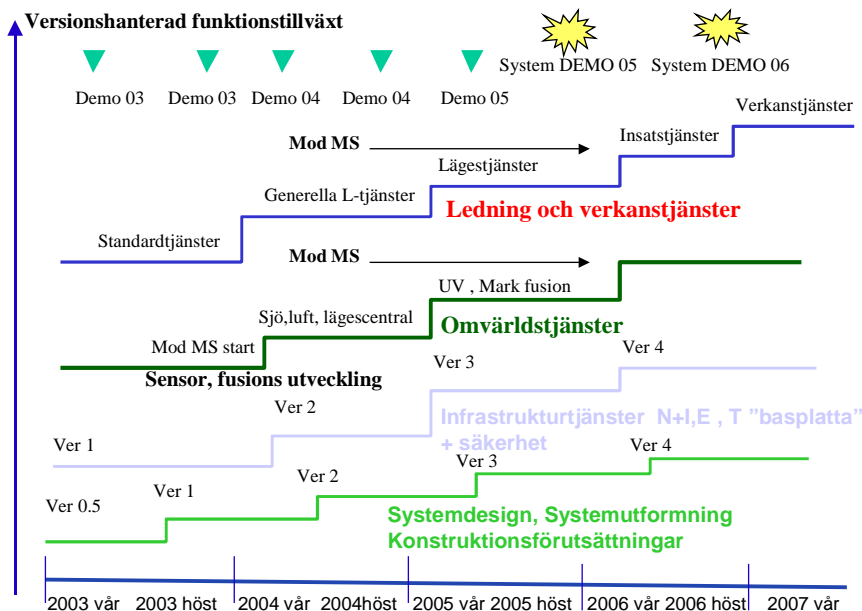 Versionshanterad funktionstillväxt
System DEMO 05 System DEMO 06
Demo 03 Demo 03 Demo 04 Demo 04 Demo 05
Verkanstjänster
Mod MS
Insatstjänster
Lägestjänster
Generella L-tjänster
Ledning och verkanstjänster
Standardtjänster
Mod MS
UV , Mark fusion
Sjö,luft, lägescentral
Omvärldstjänster
Mod MS start
Sensor, fusions utveckling
Ver 3
Ver 4
Ver 2
Infrastrukturtjänster N+I,E , T ”basplatta”
+ säkerhet
Ver 1
Ver 3
Ver 4
Ver 2
Ver 1
Ver 0.5
Systemdesign, Systemutformning
Konstruktionsförutsättningar
2003 vår 2003 höst 2004 vår 2004höst 2005 vår 2005 höst 2006 vår 2006 höst 2007 vår